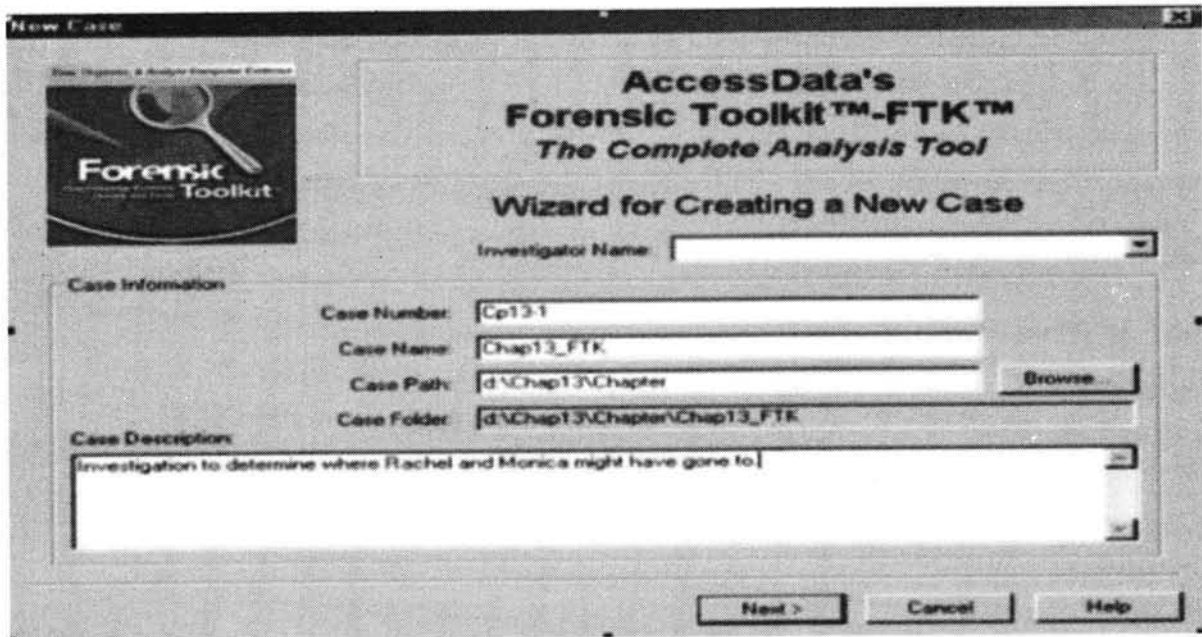 New Case
Forensic
Toolkit
AccessData's
Forensic Toolkit™-FTK™
The Complete Analysis Tool
Wizard for Creating a New Case
Investigator Name:
Case Information
Case Number: Cp13-1
Case Name: Chap13_FTK
Case Path: d:\Chap13\Chapter
Browse...
Case Folder: d:\Chap13\Chapter\Chap13_FTK
Case Description:
Investigation to determine where Rachel and Monica might have gone to.
Next >
Cancel
Help